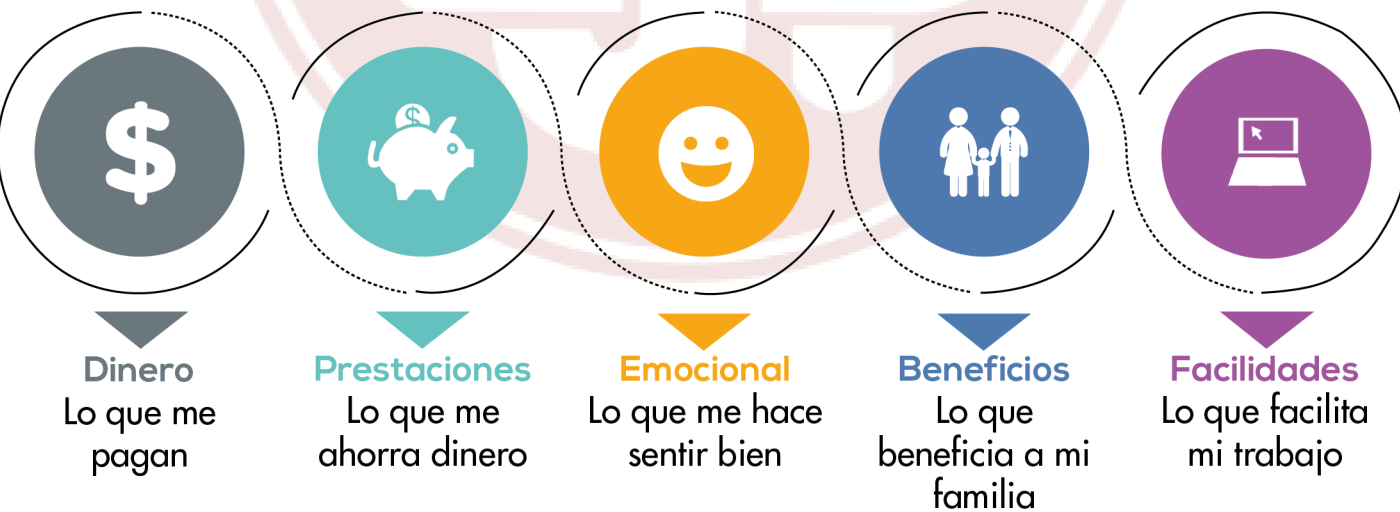 Dinero
Lo que me
pagan
Prestaciones
Lo que me
ahorra dinero
Emocional
Lo que me hace
sentir bien
Beneficios
Lo que
beneficia a mi
familia
Facilidades
Lo que facilita
mi trabajo